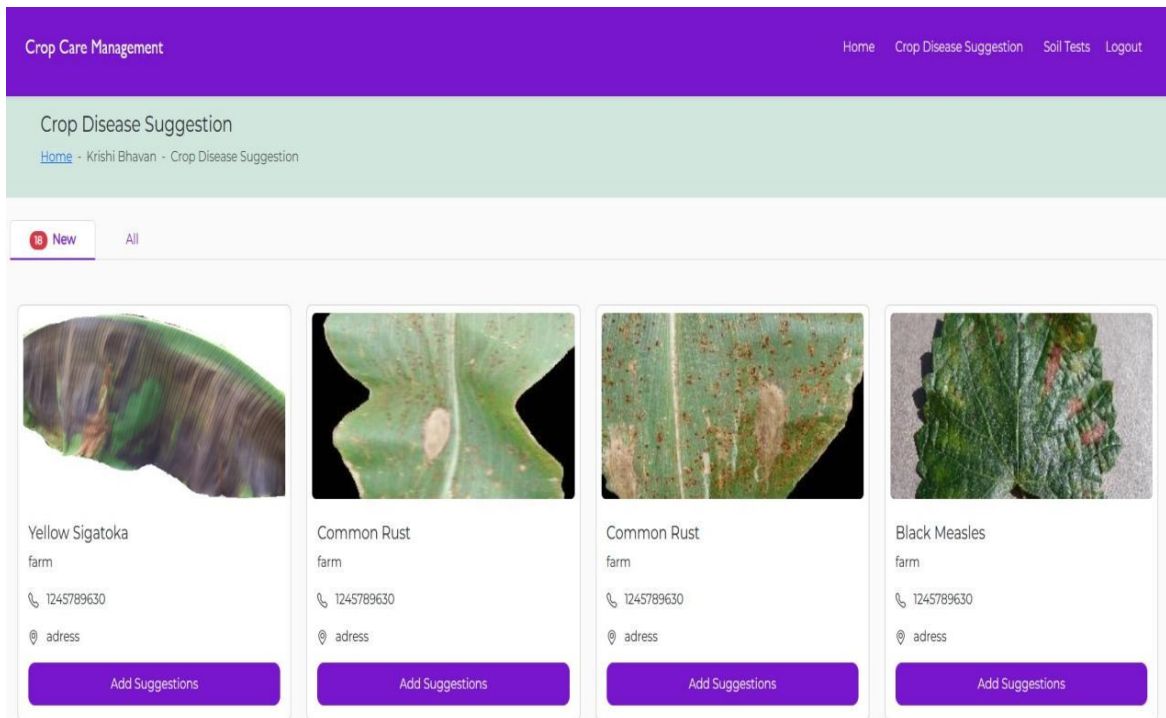 Crop Care Management
Home Crop Disease Suggestion Soil Tests Logout
Crop Disease Suggestion
Home - Krishi Bhavan - Crop Disease Suggestion
18 New All
Yellow Sigatoka
farm
1245789630
adress
Add Suggestions
Common Rust
farm
1245789630
adress
Add Suggestions
Common Rust
farm
1245789630
adress
Add Suggestions
Black Measles
farm
1245789630
adress
Add Suggestions